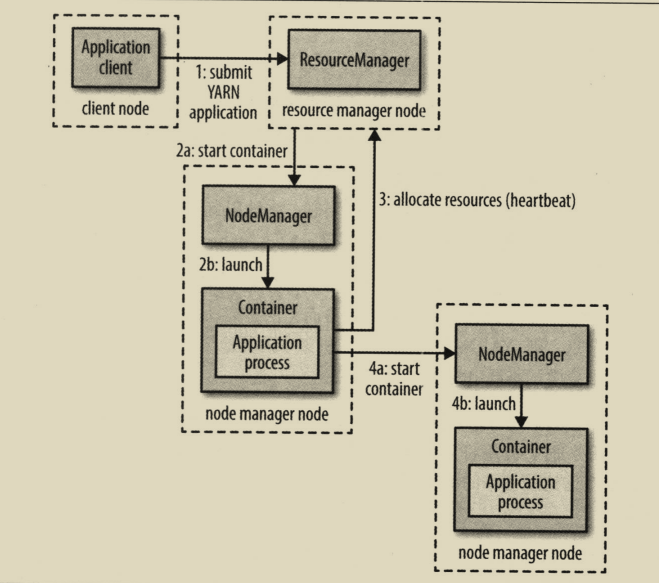 Application
client
client node
1: submit
YARN
application
ResourceManager
resource manager node
2a: start container
NodeManager
2b: launch
Container
Application
process
node manager node
3: allocate resources (heartbeat)
4a: start
container
NodeManager
4b: launch
Container
Application
process
node manager node